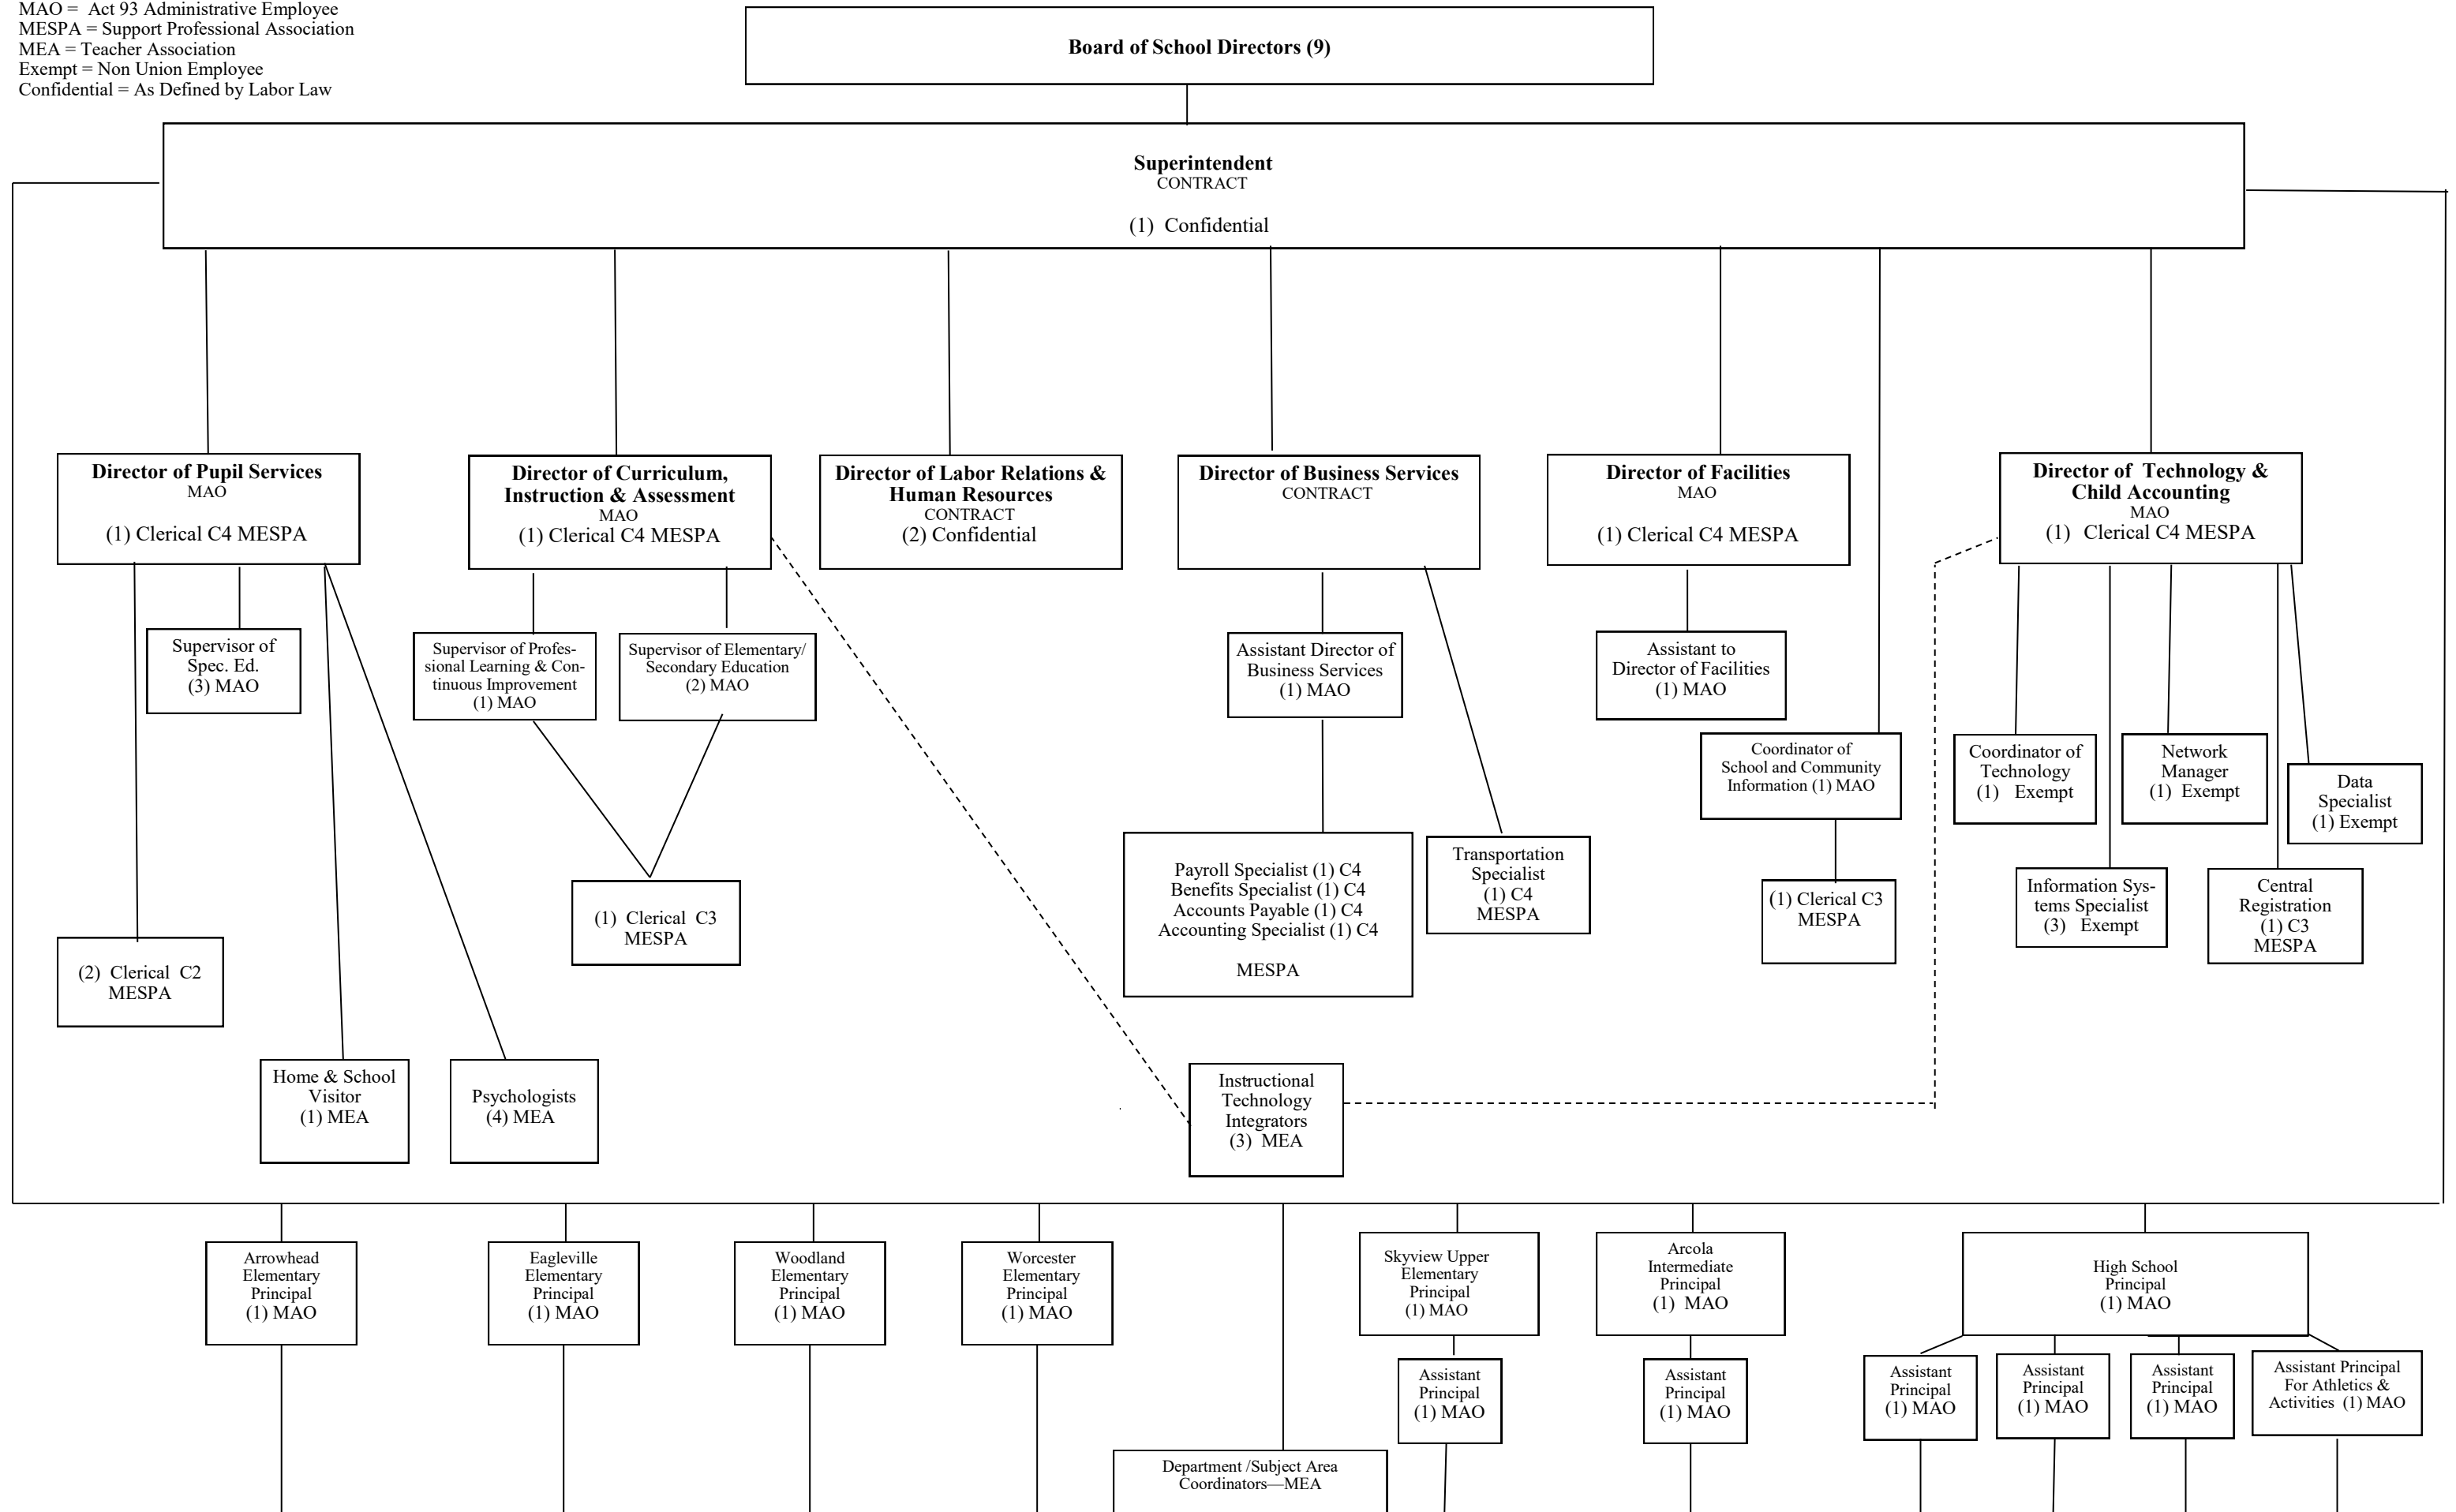 MAO =  Act 93 Administrative Employee
MESPA = Support Professional Association
MEA = Teacher Association
Exempt = Non Union Employee
Confidential = As Defined by Labor Law
Board of School Directors (9)
Superintendent
CONTRACT
(1)  Confidential
Director of Pupil Services
MAO
(1) Clerical C4 MESPA
Director of Curriculum,
Instruction & Assessment
MAO
(1) Clerical C4 MESPA
Director of Labor Relations &
Human Resources
CONTRACT
(2) Confidential
Director of Business Services
CONTRACT
Director of Facilities
MAO
(1) Clerical C4 MESPA
Director of  Technology &
Child Accounting
MAO
(1)  Clerical C4 MESPA
Supervisor of
Spec. Ed.
(3) MAO
Supervisor of Profes-
sional Learning & Con-
tinuous Improvement
(1) MAO
Supervisor of Elementary/
Secondary Education
(2) MAO
Assistant Director of
Business Services
(1) MAO
Assistant to
Director of Facilities
(1) MAO
Coordinator of
School and Community
Information (1) MAO
Coordinator of
Technology
(1)  Exempt
Network
Manager
(1)  Exempt
Data
Specialist
(1) Exempt
Payroll Specialist (1) C4
Benefits Specialist (1) C4
Accounts Payable (1) C4
Accounting Specialist (1) C4
MESPA
Transportation
Specialist
(1) C4
MESPA
(1) Clerical C3
MESPA
Information Sys-
tems Specialist
(3)  Exempt
Central
Registration
(1) C3
MESPA
(1)  Clerical  C3
MESPA
(2)  Clerical  C2
MESPA
Home & School
Visitor
(1) MEA
Psychologists
(4) MEA
Instructional
Technology
Integrators
(3)  MEA
Arrowhead
Elementary
Principal
(1) MAO
Eagleville
Elementary
Principal
(1) MAO
Woodland
Elementary
Principal
(1) MAO
Worcester
Elementary
Principal
(1) MAO
Skyview Upper
Elementary
Principal
(1) MAO
Arcola
Intermediate
Principal
(1)  MAO
High School
Principal
(1) MAO
Assistant
Principal
(1) MAO
Assistant
Principal
(1) MAO
Assistant
Principal
(1) MAO
Assistant
Principal
(1) MAO
Assistant
Principal
(1) MAO
Assistant Principal
For Athletics &
Activities  (1) MAO
Department /Subject Area
Coordinators—MEA